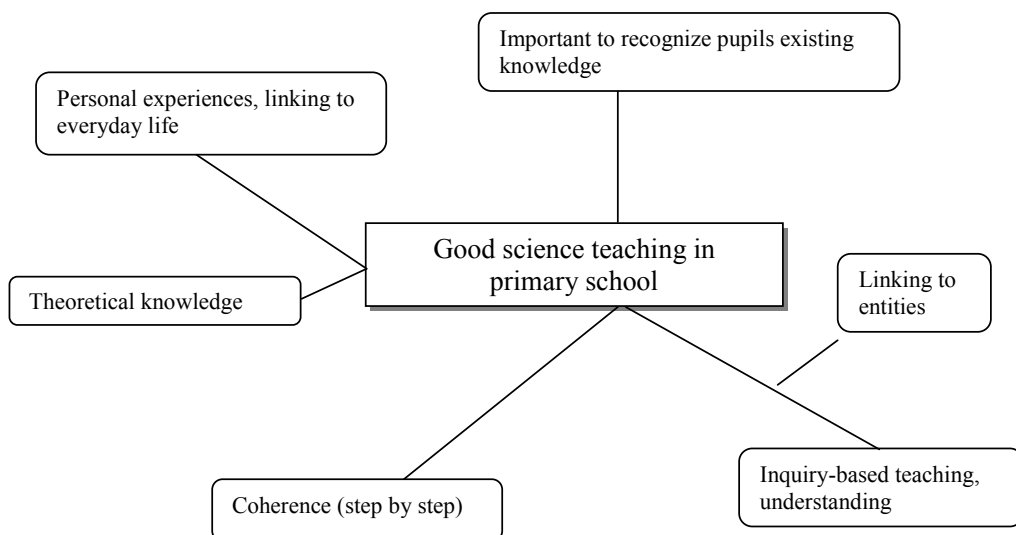 Important to recognize pupils existing
knowledge
Personal experiences, linking to
everyday life
Good science teaching in
primary school
Linking to
entities
Theoretical knowledge
Inquiry-based teaching,
understanding
Coherence (step by step)